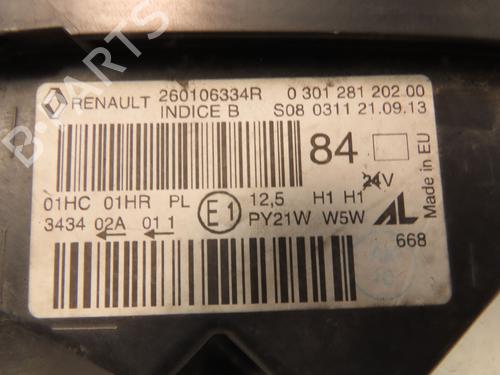 RENAULT 260106334R 0 301 281 202 00
INDICE B S08 0311 21.09.13
84
24V
Made in EU
01HC 01HR PL E1 12,5 H1 H1
3434 02A 01 1 PY21W W5W AL
668
B-PARTS